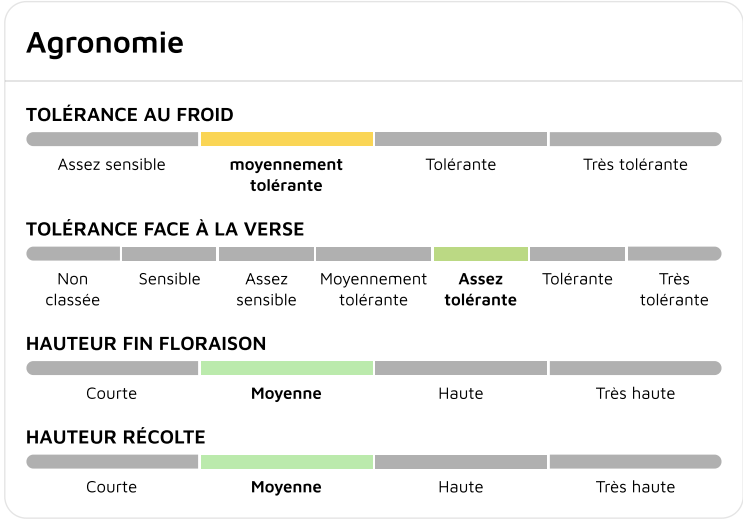 Agronomie
TOLÉRANCE AU FROID
Assez sensible moyennement Tolérante Très tolérante
tolérante
TOLÉRANCE FACE À LA VERSE
Non Sensible Assez Moyennement Assez Tolérante Très
classée sensible tolérante tolérante tolérante
HAUTEUR FIN FLORAISON
Courte Moyenne Haute Très haute
HAUTEUR RÉCOLTE
Courte Moyenne Haute Très haute